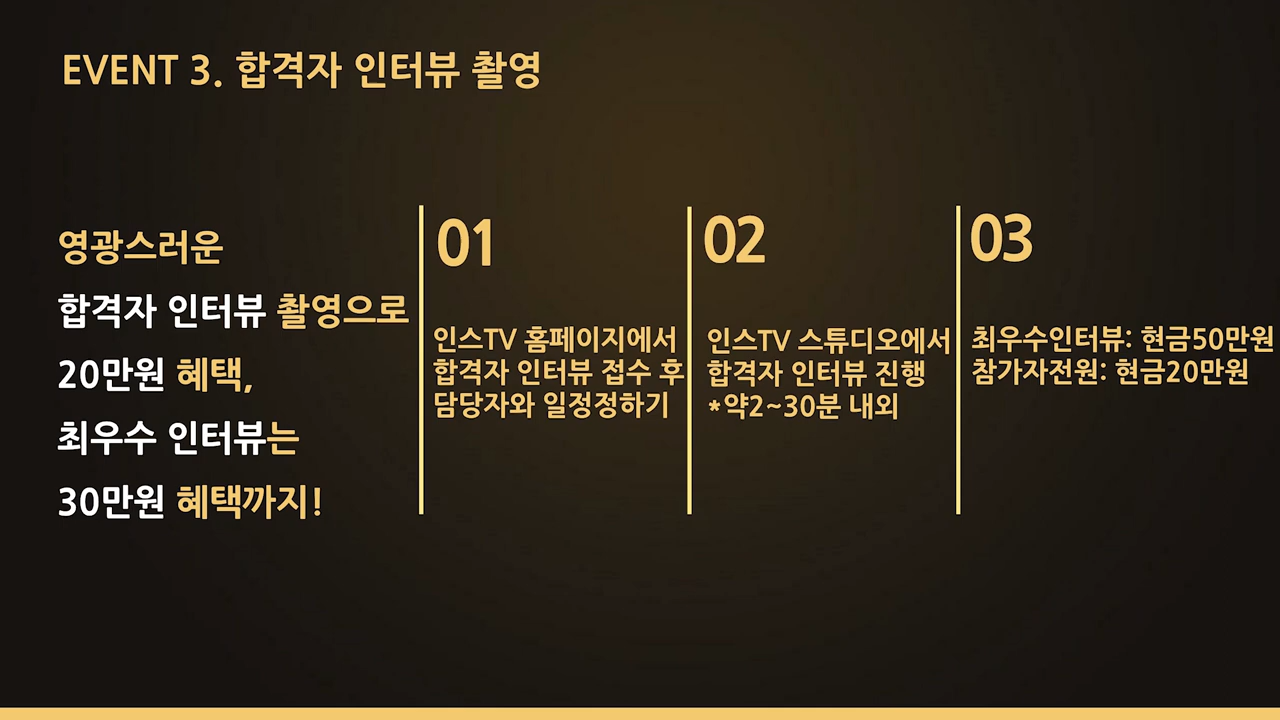 EVENT 3. 합격자 인터뷰 촬영
영광스러운
합격자 인터뷰 촬영으로
20만원 혜택,
최우수 인터뷰는
30만원 혜택까지!
01
인스TV 홈페이지에서
합격자 인터뷰 접수 후
담당자와 일정정하기
02
인스TV 스튜디오에서
합격자 인터뷰 진행
*약2~30분 내외
03
최우수인터뷰: 현금50만원
참가자전원: 현금20만원